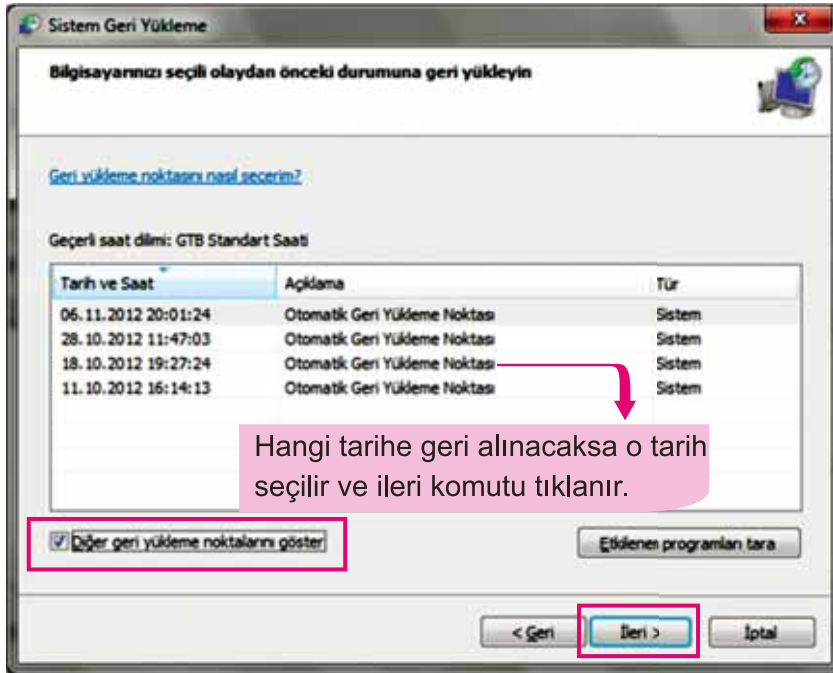 Sistem Geri Yükleme
Bilgisayarınızı seçili olaydan önceki durumuna geri yükleyin
Geri yükleme noktasını nasıl seçerim?
Geçerli saat dilimi: GTB Standart Saati
Tarih ve Saat Açıklama Tür
06.11.2012 20:01:24 Otomatik Geri Yükleme Noktası Sistem
28.10.2012 11:47:03 Otomatik Geri Yükleme Noktası Sistem
18.10.2012 19:27:24 Otomatik Geri Yükleme Noktası Sistem
11.10.2012 16:14:13 Otomatik Geri Yükleme Noktası Sistem
Hangi tarihe geri alınacaksa o tarih
seçilir ve ileri komutu tıklanır.
Diğer geri yükleme noktalarını göster Etkilenen programları tara
< Geri İleri > İptal